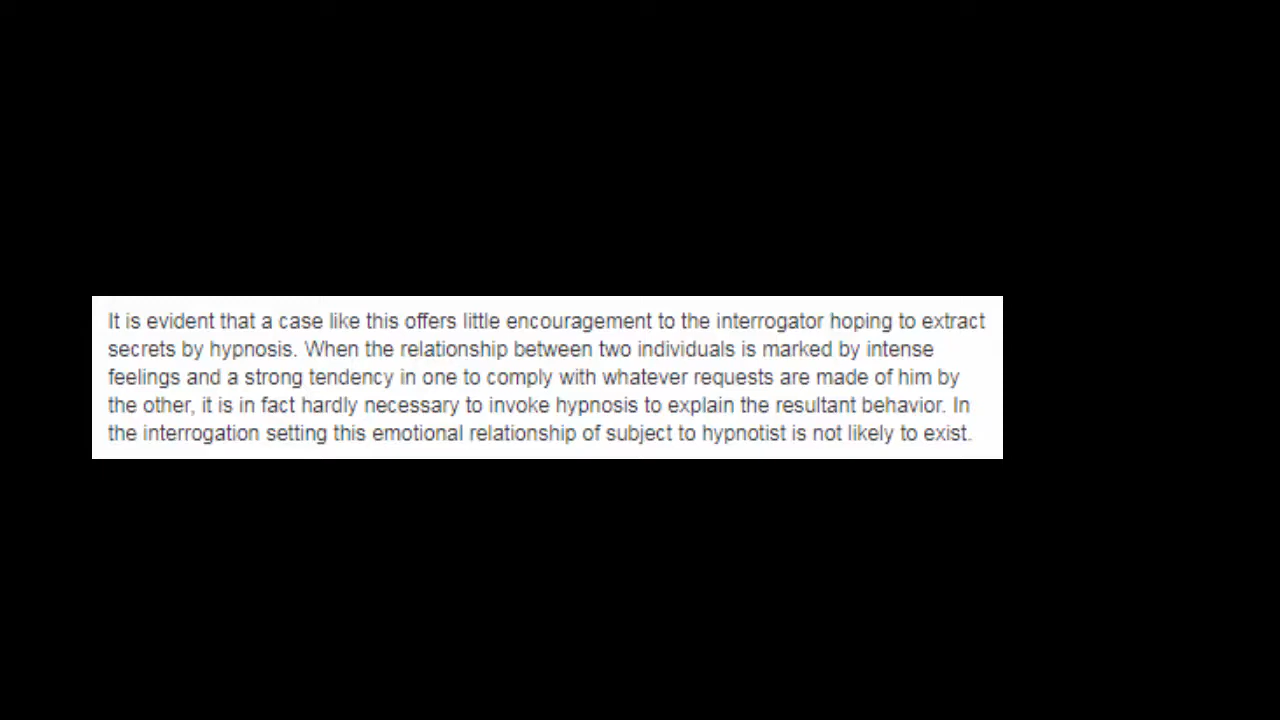 It is evident that a case like this offers little encouragement to the interrogator hoping to extract
secrets by hypnosis. When the relationship between two individuals is marked by intense
feelings and a strong tendency in one to comply with whatever requests are made of him by
the other, it is in fact hardly necessary to invoke hypnosis to explain the resultant behavior. In
the interrogation setting this emotional relationship of subject to hypnotist is not likely to exist.